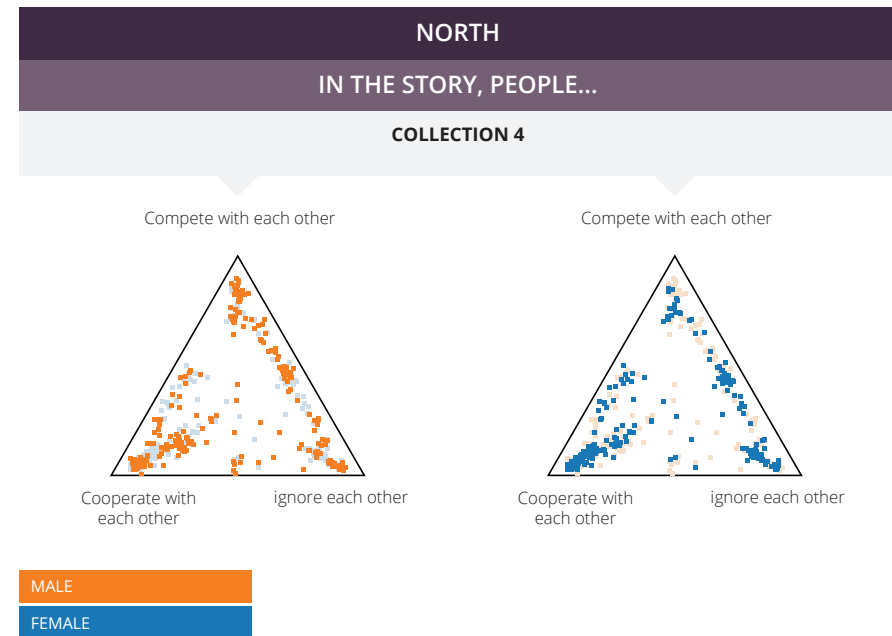 NORTH
IN THE STORY, PEOPLE...
COLLECTION 4
Compete with each other
Cooperate with
each other
ignore each other
Compete with each other
Cooperate with
each other
ignore each other
MALE
FEMALE